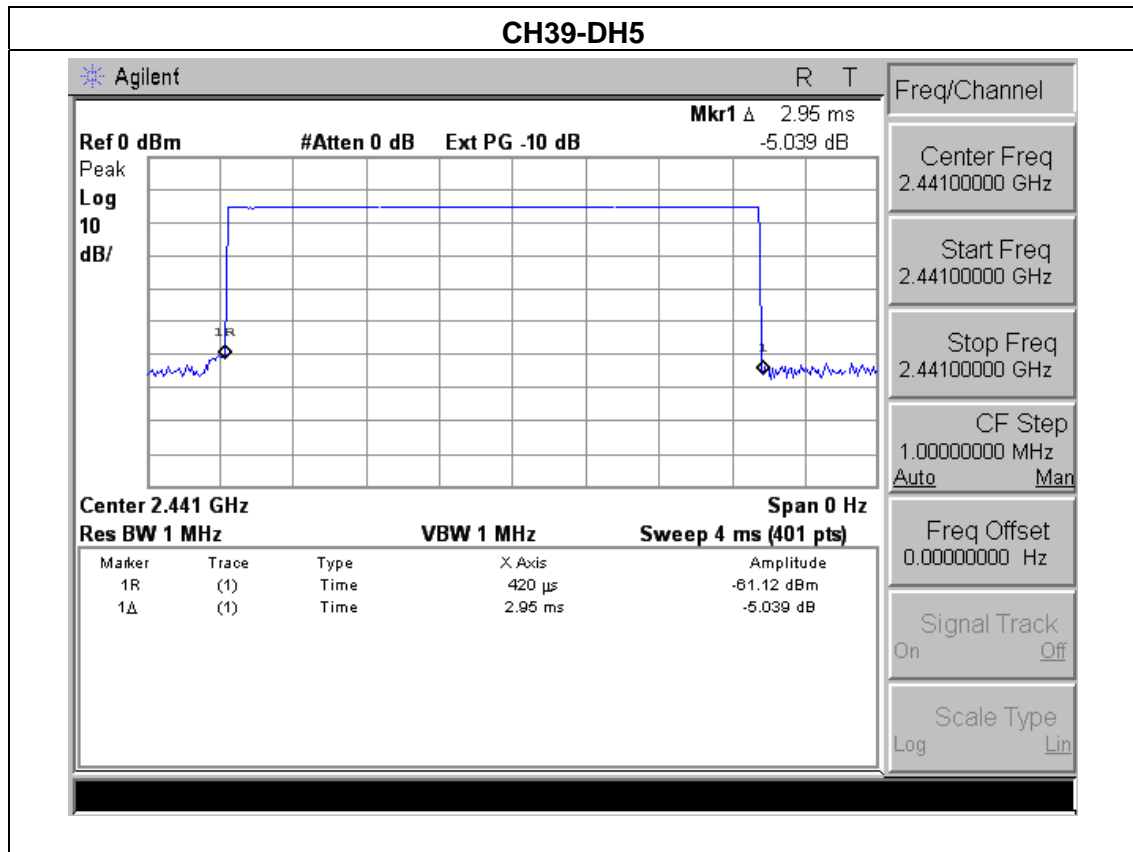 CH39-DH5
Agilent R T
Mkr1 Δ 2.95 ms
Ref 0 dBm #Atten 0 dB Ext PG -10 dB -5.039 dB
Peak
Log
10
dB/
1R
1
Center 2.441 GHz Span 0 Hz
Res BW 1 MHz VBW 1 MHz Sweep 4 ms (401 pts)
Marker Trace Type X Axis Amplitude
1R (1) Time 420 µs -61.12 dBm
1Δ (1) Time 2.95 ms -5.039 dB
Freq/Channel
Center Freq
2.44100000 GHz
Start Freq
2.44100000 GHz
Stop Freq
2.44100000 GHz
CF Step
1.00000000 MHz
Auto Man
Freq Offset
0.00000000 Hz
Signal Track
On Off
Scale Type
Log Lin